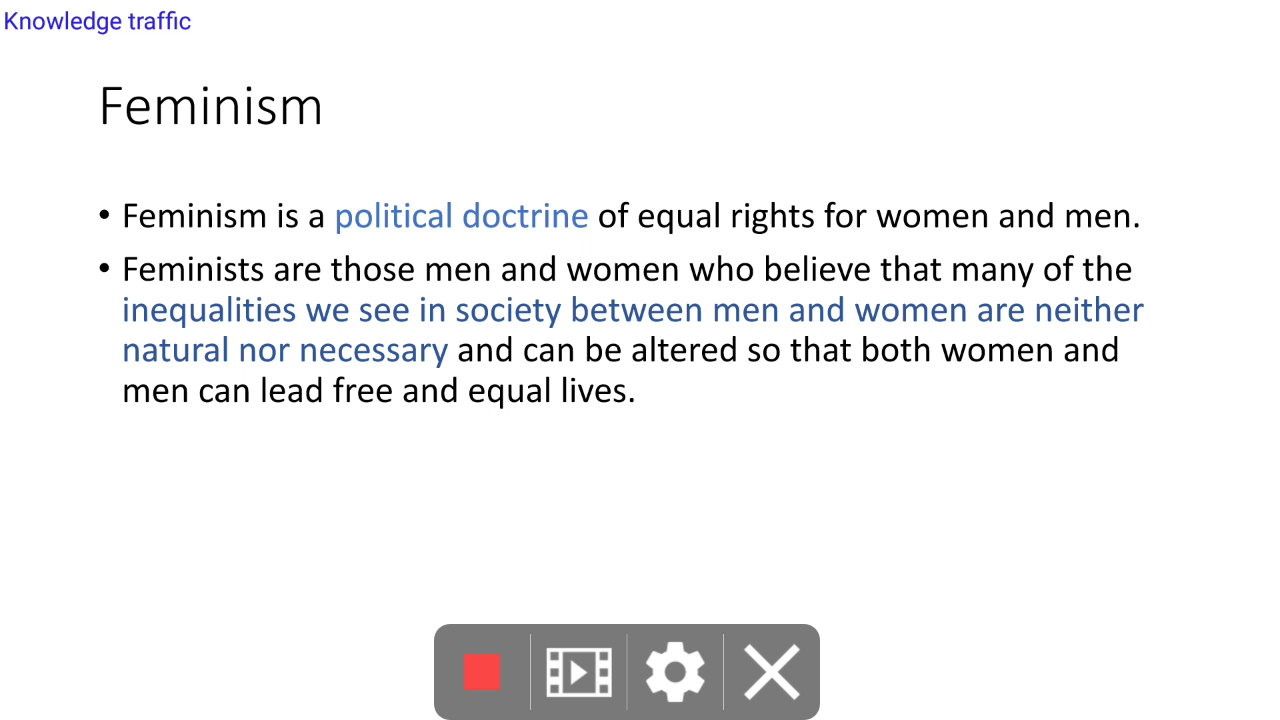 Knowledge traffic
Feminism
• Feminism is a political doctrine of equal rights for women and men.
• Feminists are those men and women who believe that many of the
inequalities we see in society between men and women are neither
natural nor necessary and can be altered so that both women and
men can lead free and equal lives.